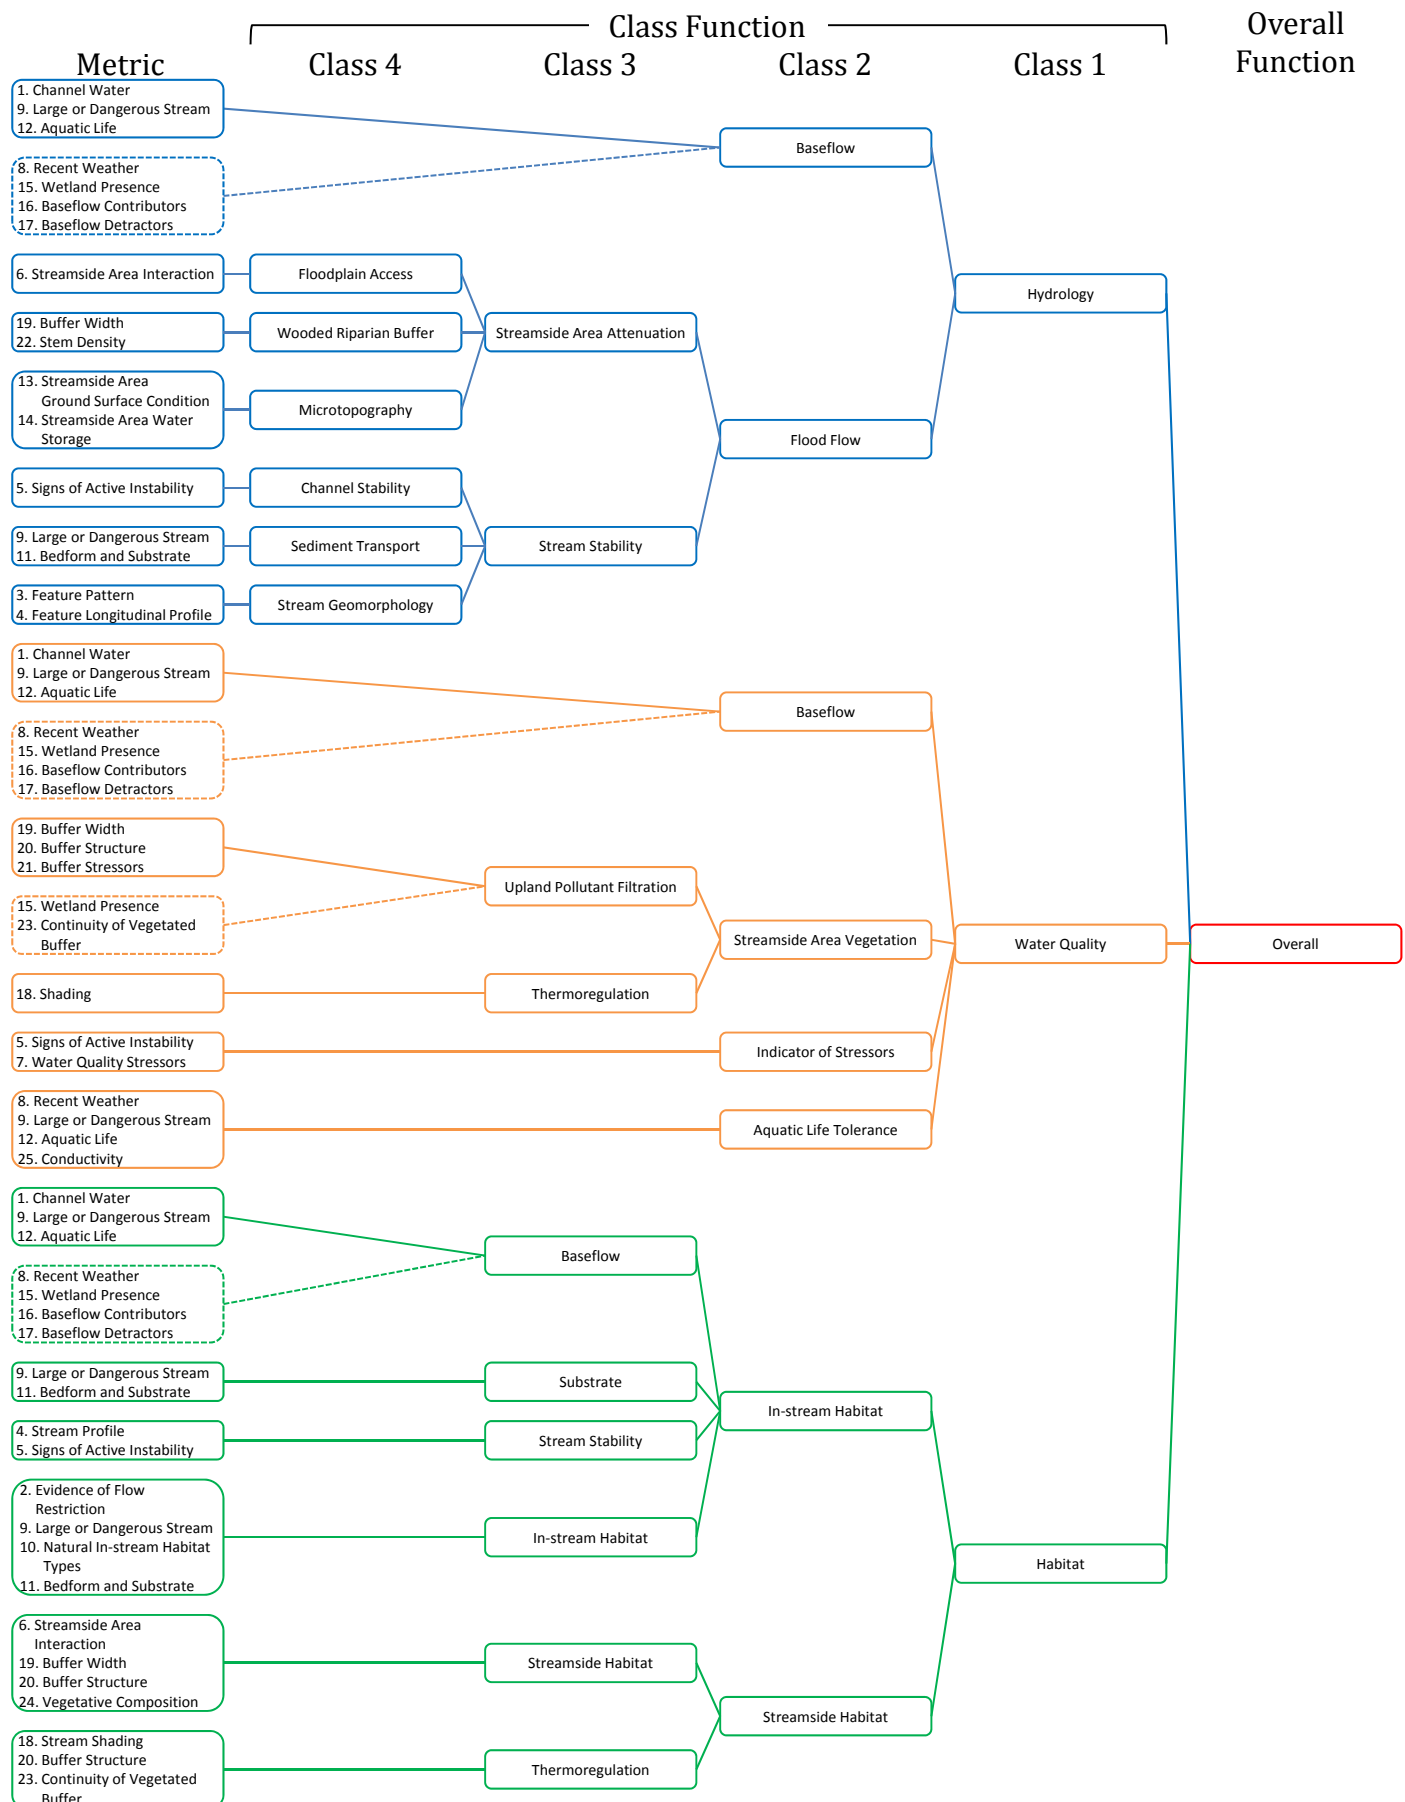 Class Function
Overall
Function
Metric
Class 4
Class 3
Class 2
Class 1
1. Channel Water
9. Large or Dangerous Stream
12. Aquatic Life
Baseflow
8. Recent Weather
15. Wetland Presence
16. Baseflow Contributors
17. Baseflow Detractors
6. Streamside Area Interaction
Floodplain Access
Hydrology
19. Buffer Width
22. Stem Density
Wooded Riparian Buffer
Streamside Area Attenuation
13. Streamside Area
Ground Surface Condition
14. Streamside Area Water
Storage
Microtopography
Flood Flow
5. Signs of Active Instability
Channel Stability
9. Large or Dangerous Stream
11. Bedform and Substrate
Sediment Transport
Stream Stability
3. Feature Pattern
4. Feature Longitudinal Profile
Stream Geomorphology
1. Channel Water
9. Large or Dangerous Stream
12. Aquatic Life
Baseflow
8. Recent Weather
15. Wetland Presence
16. Baseflow Contributors
17. Baseflow Detractors
19. Buffer Width
20. Buffer Structure
21. Buffer Stressors
Upland Pollutant Filtration
15. Wetland Presence
23. Continuity of Vegetated
Buffer
Streamside Area Vegetation
Water Quality
Overall
18. Shading
Thermoregulation
5. Signs of Active Instability
7. Water Quality Stressors
Indicator of Stressors
8. Recent Weather
9. Large or Dangerous Stream
12. Aquatic Life
25. Conductivity
Aquatic Life Tolerance
1. Channel Water
9. Large or Dangerous Stream
12. Aquatic Life
Baseflow
8. Recent Weather
15. Wetland Presence
16. Baseflow Contributors
17. Baseflow Detractors
9. Large or Dangerous Stream
11. Bedform and Substrate
Substrate
In-stream Habitat
4. Stream Profile
5. Signs of Active Instability
Stream Stability
2. Evidence of Flow
Restriction
9. Large or Dangerous Stream
10. Natural In-stream Habitat
Types
11. Bedform and Substrate
In-stream Habitat
Habitat
6. Streamside Area
Interaction
19. Buffer Width
20. Buffer Structure
24. Vegetative Composition
Streamside Habitat
Streamside Habitat
18. Stream Shading
20. Buffer Structure
23. Continuity of Vegetated
Buffer
Thermoregulation